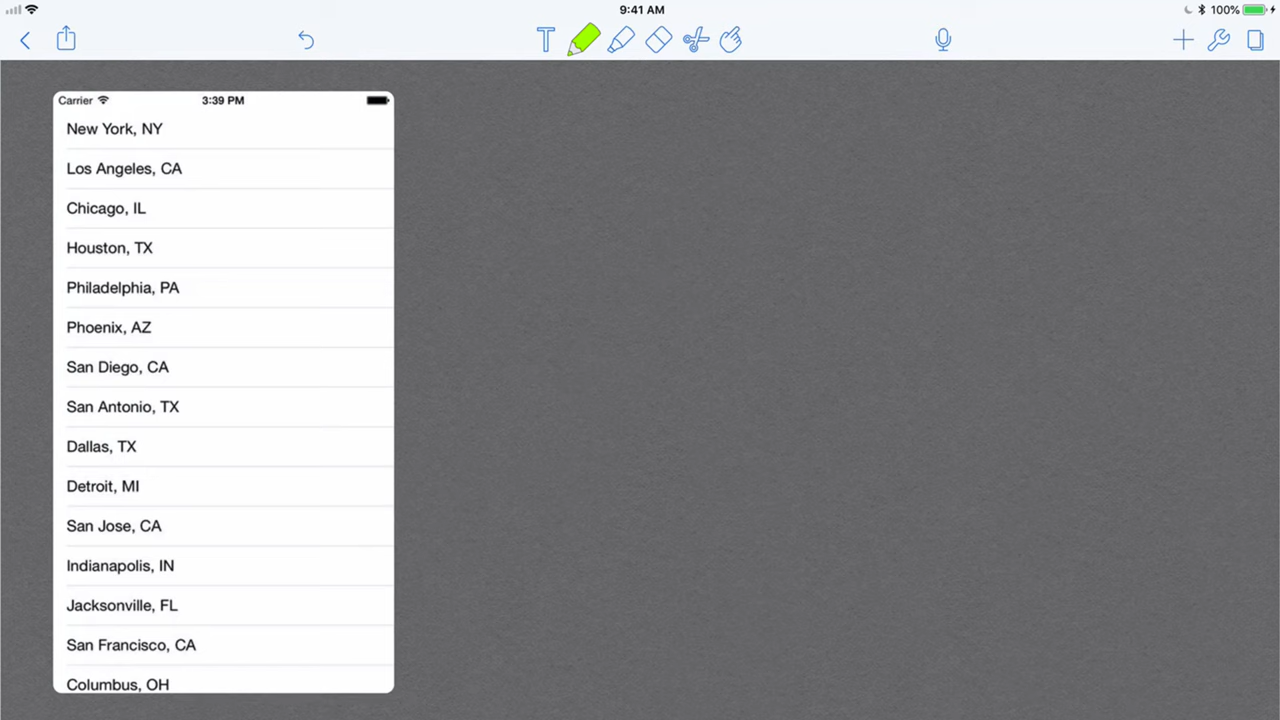 9:41 AM
100%
T
Carrier
3:39 PM
New York, NY
Los Angeles, CA
Chicago, IL
Houston, TX
Philadelphia, PA
Phoenix, AZ
San Diego, CA
San Antonio, TX
Dallas, TX
Detroit, MI
San Jose, CA
Indianapolis, IN
Jacksonville, FL
San Francisco, CA
Columbus, OH